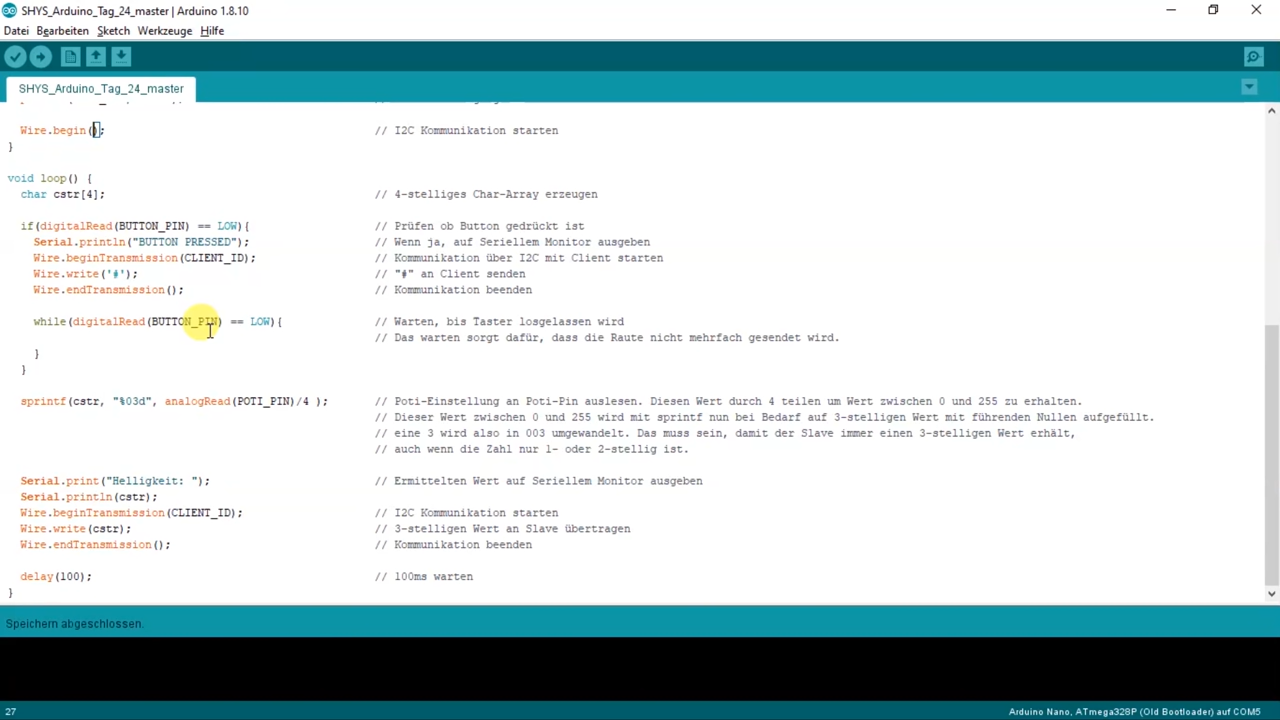 SHYS_Arduino_Tag_24_master | Arduino 1.8.10
Datei Bearbeiten Sketch Werkzeuge Hilfe
SHYS_Arduino_Tag_24_master
Wire.begin(); // I2C Kommunikation starten
}
void loop() {
char cstr[4]; // 4-stelliges Char-Array erzeugen
if(digitalRead(BUTTON_PIN) == LOW){ // Prüfen ob Button gedrückt ist
Serial.println("BUTTON PRESSED"); // Wenn ja, auf Seriellem Monitor ausgeben
Wire.beginTransmission(CLIENT_ID); // Kommunikation über I2C mit Client starten
Wire.write('#'); // "#" an Client senden
Wire.endTransmission(); // Kommunikation beenden
while(digitalRead(BUTTON_PIN) == LOW){ // Warten, bis Taster losgelassen wird
// Das warten sorgt dafür, dass die Raute nicht mehrfach gesendet wird.
}
}
sprintf(cstr, "%03d", analogRead(POTI_PIN)/4 ); // Poti-Einstellung an Poti-Pin auslesen. Diesen Wert durch 4 teilen um Wert zwischen 0 und 255 zu erhalten.
// Dieser Wert zwischen 0 und 255 wird mit sprintf nun bei Bedarf auf 3-stelligen Wert mit führenden Nullen aufgefüllt.
// eine 3 wird also in 003 umgewandelt. Das muss sein, damit der Slave immer einen 3-stelligen Wert erhält,
// auch wenn die Zahl nur 1- oder 2-stellig ist.
Serial.print("Helligkeit: "); // Ermittelten Wert auf Seriellem Monitor ausgeben
Serial.println(cstr);
Wire.beginTransmission(CLIENT_ID); // I2C Kommunikation starten
Wire.write(cstr); // 3-stelligen Wert an Slave übertragen
Wire.endTransmission(); // Kommunikation beenden
delay(100); // 100ms warten
}
Speichern abgeschlossen.
27 Arduino Nano, ATmega328P (Old Bootloader) auf COM5